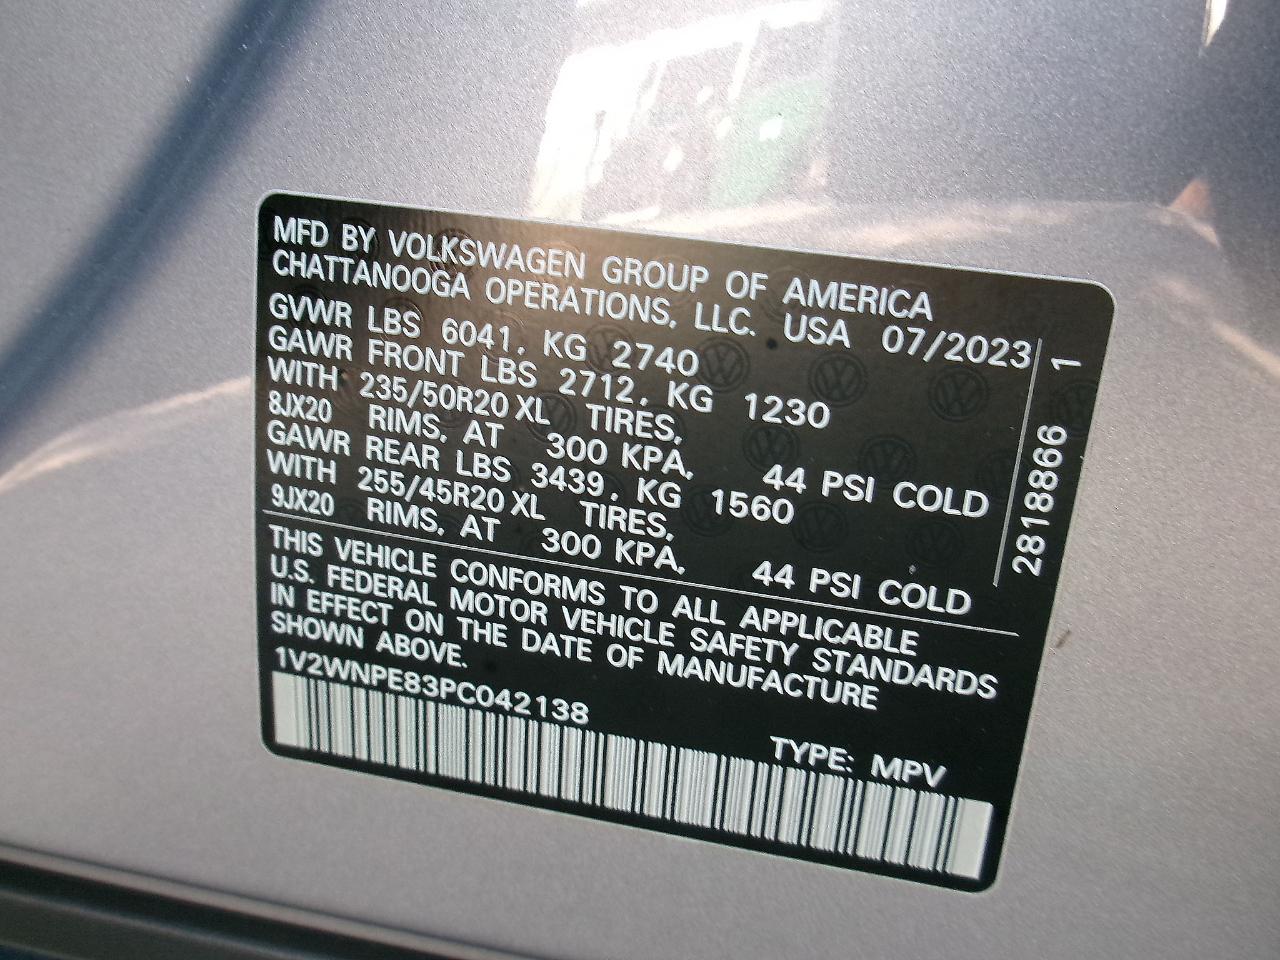 MFD BY VOLKSWAGEN GROUP OF AMERICA
CHATTANOOGA OPERATIONS, LLC. USA 07/2023
GVWR LBS 6041, KG 2740
GAWR FRONT LBS 2712, KG 1230
WITH 235/50R20 XL TIRES,
8JX20 RIMS, AT 300 KPA, 44 PSI COLD
GAWR REAR LBS 3439, KG 1560
WITH 255/45R20 XL TIRES,
9JX20 RIMS, AT 300 KPA, 44 PSI COLD
2818866 1
THIS VEHICLE CONFORMS TO ALL APPLICABLE
U.S. FEDERAL MOTOR VEHICLE SAFETY STANDARDS
IN EFFECT ON THE DATE OF MANUFACTURE
SHOWN ABOVE.
1V2WNPE83PC042138
TYPE: MPV